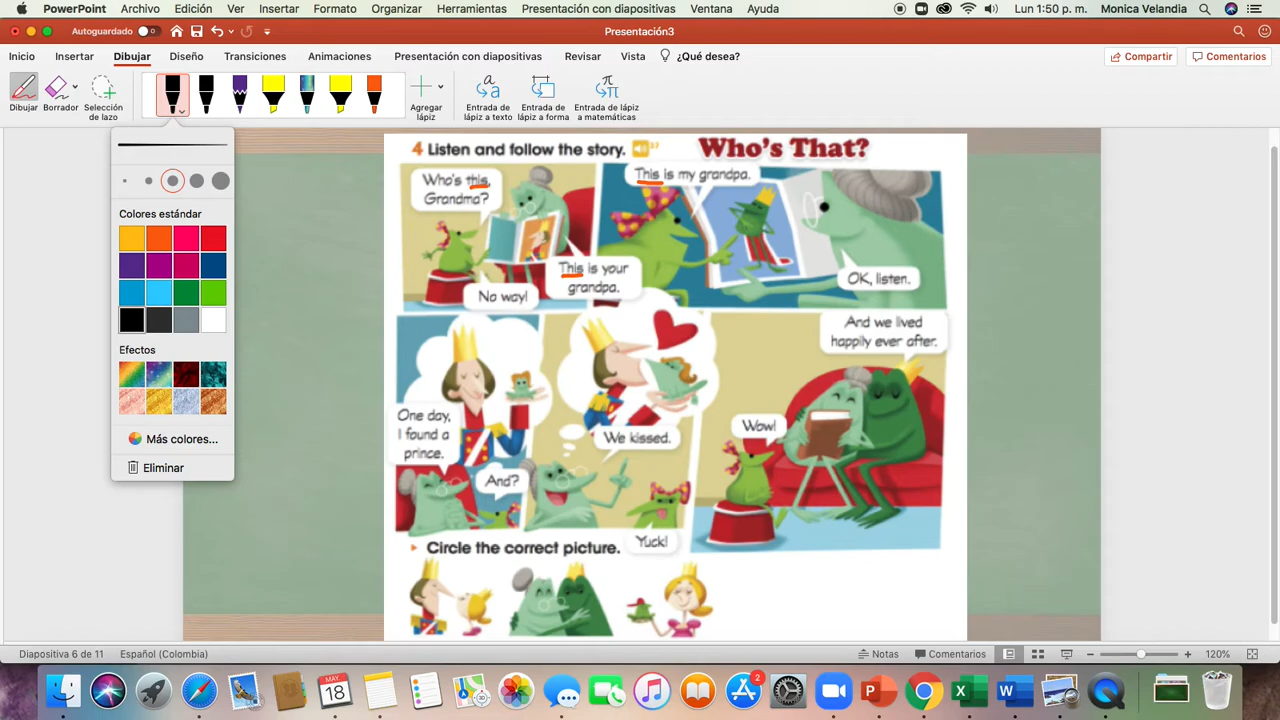 PowerPoint Archivo Edición Ver Insertar Formato Organizar Herramientas Presentación con diapositivas Ventana Ayuda Lun 1:50 p. m. Monica Velandia
Autoguardado Presentación3
Inicio Insertar Dibujar Diseño Transiciones Animaciones Presentación con diapositivas Revisar Vista ¿Qué desea? Compartir Comentarios
Dibujar
Borrador
Selección
de lazo
Agregar
lápiz
Entrada de
lápiz a texto
Entrada de
lápiz a forma
Entrada de lápiz
a matemáticas
Colores estándar
Efectos
Más colores...
Eliminar
4 Listen and follow the story. 37
Who's That?
Who's this,
Grandma?
This is your
grandpa.
No way!
This is my grandpa.
OK, listen.
One day,
I found a
prince.
And?
We kissed.
Yuck!
And we lived
happily ever after.
Wow!
Circle the correct picture.
Diapositiva 6 de 11 Español (Colombia) Notas Comentarios 120%
MAY.
18
2